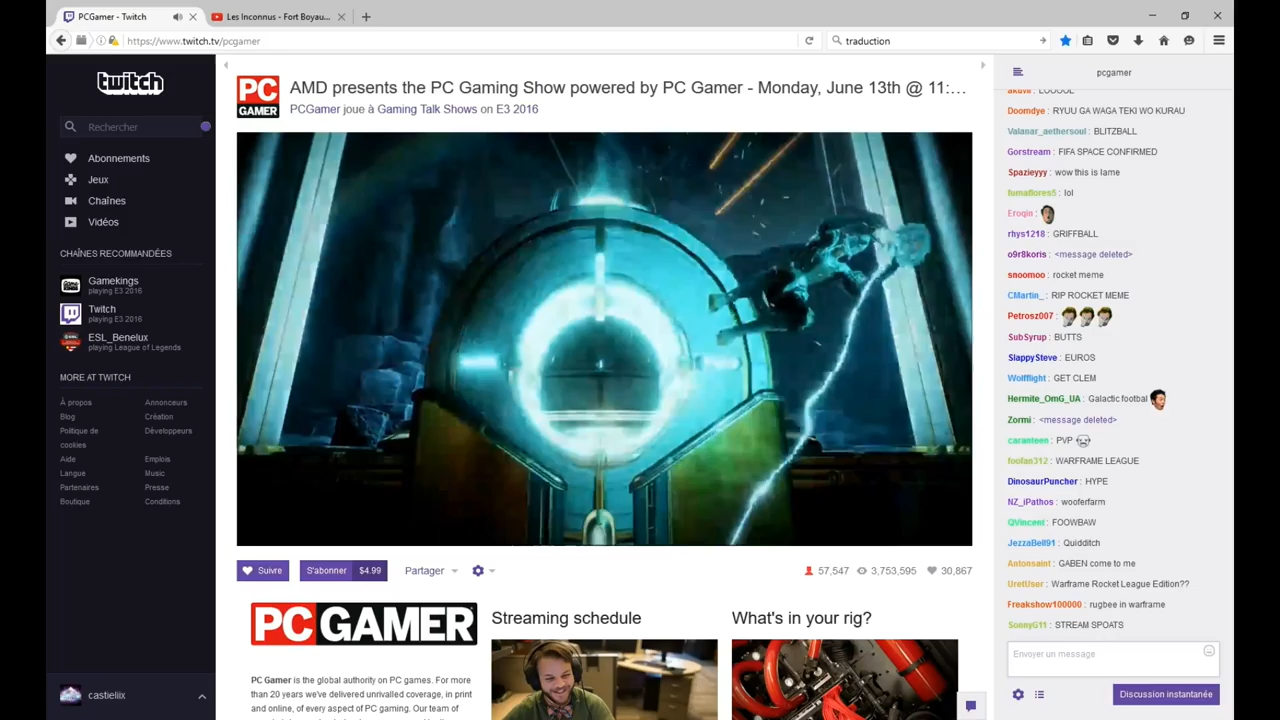 PCGamer - Twitch
Les Inconnus - Fort Boyau...
https://www.twitch.tv/pcgamer
traduction
twitch
Rechercher
Abonnements
Jeux
Chaînes
Vidéos
CHAÎNES RECOMMANDÉES
Gamekings
playing E3 2016
Twitch
playing E3 2016
ESL_Benelux
playing League of Legends
MORE AT TWITCH
À propos
Annonceurs
Blog
Création
Politique de
cookies
Développeurs
Aide
Emplois
Langue
Music
Partenaires
Presse
Boutique
Conditions
castieliix
PC
GAMER
AMD presents the PC Gaming Show powered by PC Gamer - Monday, June 13th @ 11:...
PCGamer joue à Gaming Talk Shows on E3 2016
Suivre
S'abonner $4.99
Partager
57,547
3,753,595
30,867
PC GAMER
Streaming schedule
What's in your rig?
PC Gamer is the global authority on PC games. For more
than 20 years we've delivered unrivalled coverage, in print
and online, of every aspect of PC gaming. Our team of
pcgamer
akuvii : LOOOOL
Doomdye : RYUU GA WAGA TEKI WO KURAU
Valanar_aethersoul : BLITZBALL
Gorstream : FIFA SPACE CONFIRMED
Spazieyyy : wow this is lame
fumaflores5 : lol
Eroqin :
rhys1218 : GRIFFBALL
o9r8koris : <message deleted>
snoomoo : rocket meme
CMartin_ : RIP ROCKET MEME
Petrosz007 :
SubSyrup : BUTTS
SlappySteve : EUROS
Wolfflight : GET CLEM
Hermite_OmG_UA : Galactic footbal
Zormi : <message deleted>
caranteen : PVP
foufan312 : WARFRAME LEAGUE
DinosaurPuncher : HYPE
NZ_iPathos : wooferfarm
QVincent : FOOWBAW
JezzaBell91 : Quidditch
Antonsaint : GABEN come to me
UretUser : Warframe Rocket League Edition??
Freakshow100000 : rugbee in warframe
SonnyG11 : STREAM SPOATS
Envoyer un message
Discussion instantanée